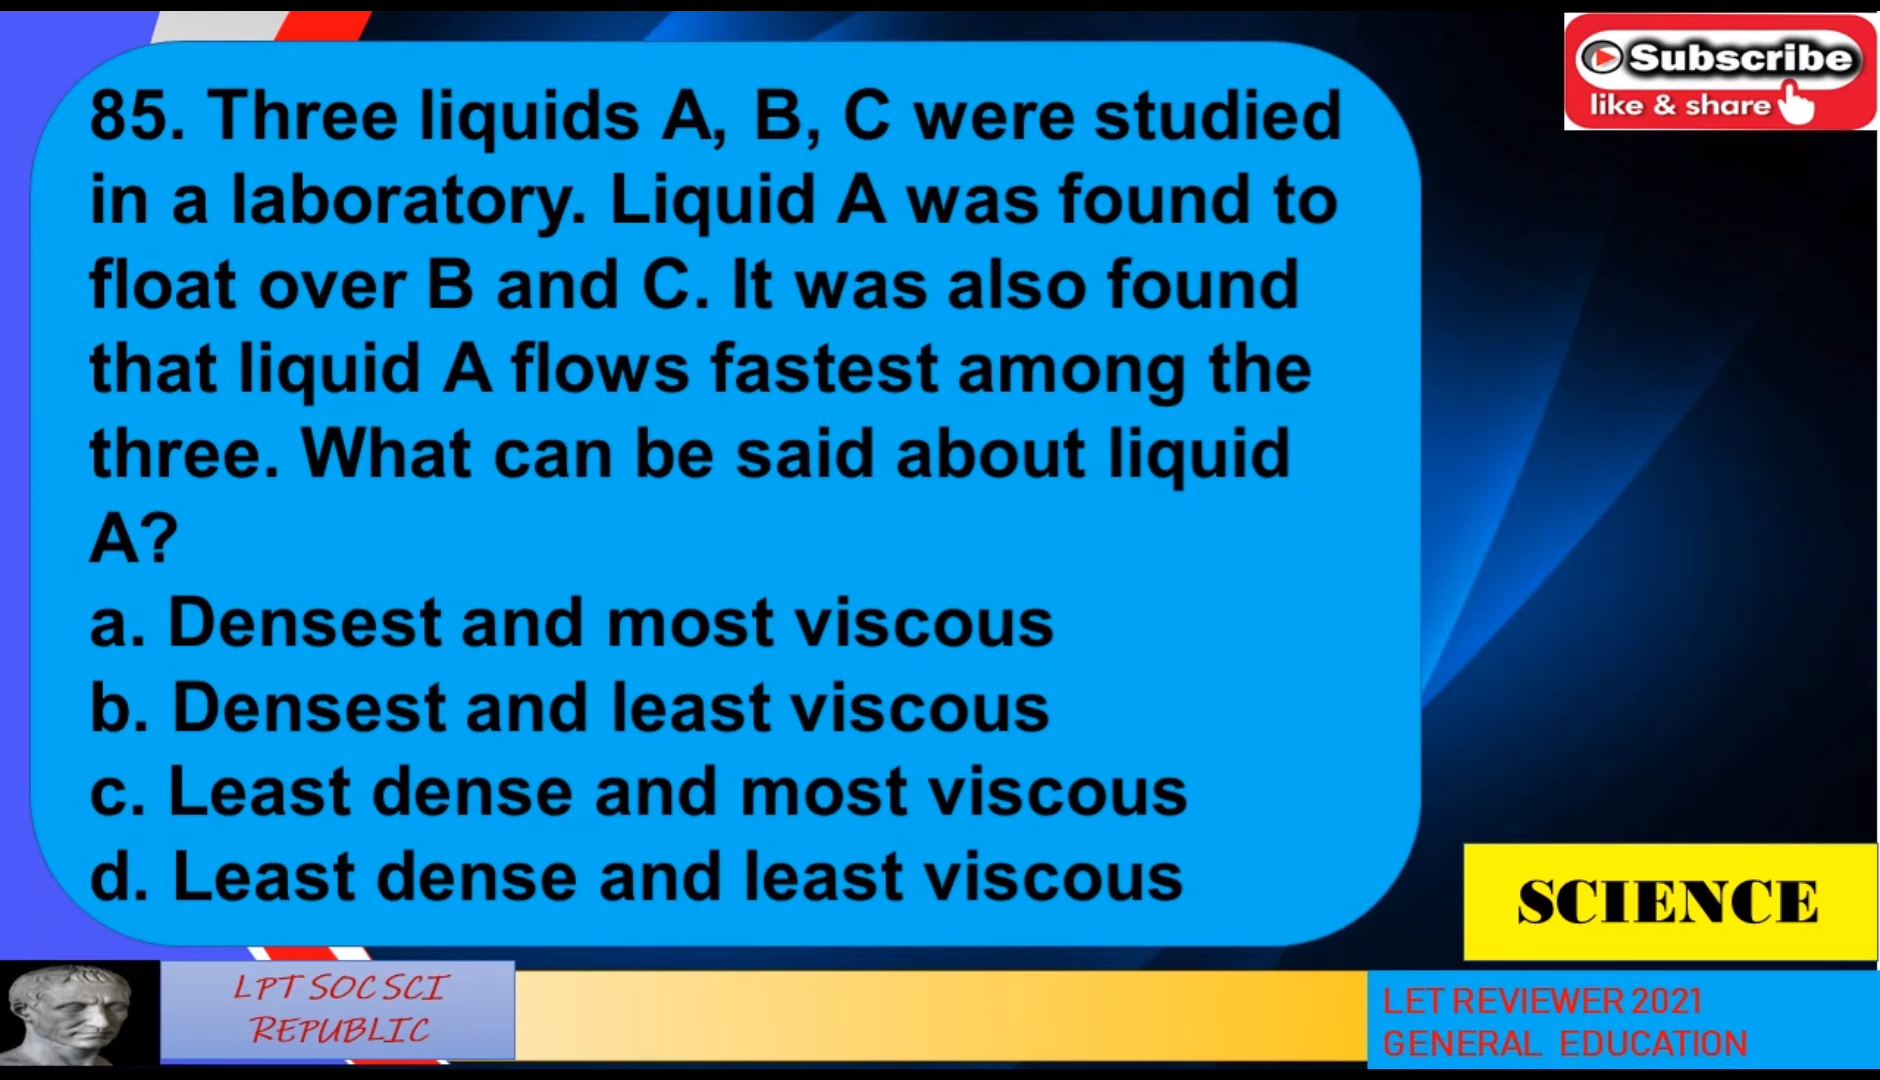 Subscribe
like & share
85. Three liquids A, B, C were studied
in a laboratory. Liquid A was found to
float over B and C. It was also found
that liquid A flows fastest among the
three. What can be said about liquid
A?
a. Densest and most viscous
b. Densest and least viscous
c. Least dense and most viscous
d. Least dense and least viscous
SCIENCE
LPT SOC SCI
REPUBLIC
LET REVIEWER 2021
GENERAL EDUCATION